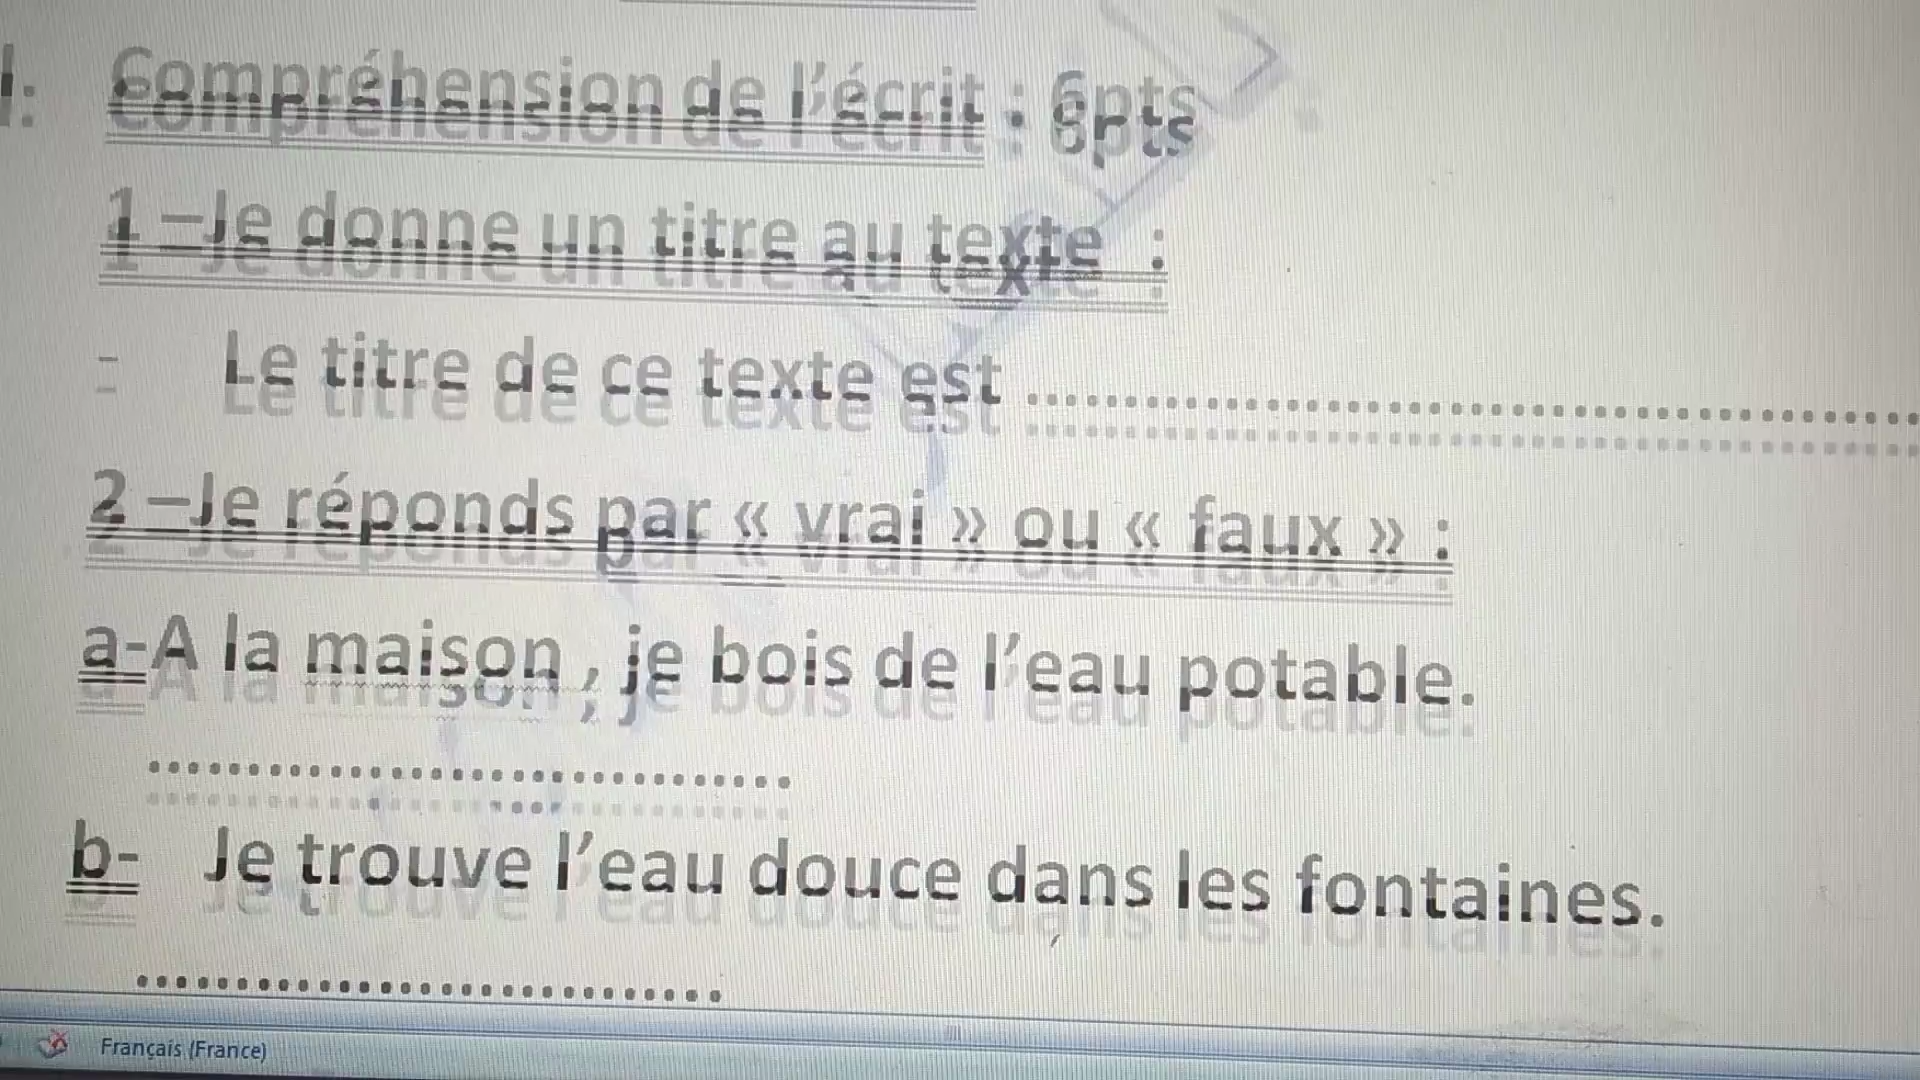 I. Compréhension de l'écrit : 6pts
1 –Je donne un titre au texte :
- Le titre de ce texte est ..........................................
2 –Je réponds par « vrai » ou « faux » :
a-A la maison , je bois de l'eau potable.
................................
b- Je trouve l'eau douce dans les fontaines.
.............................
Français (France)